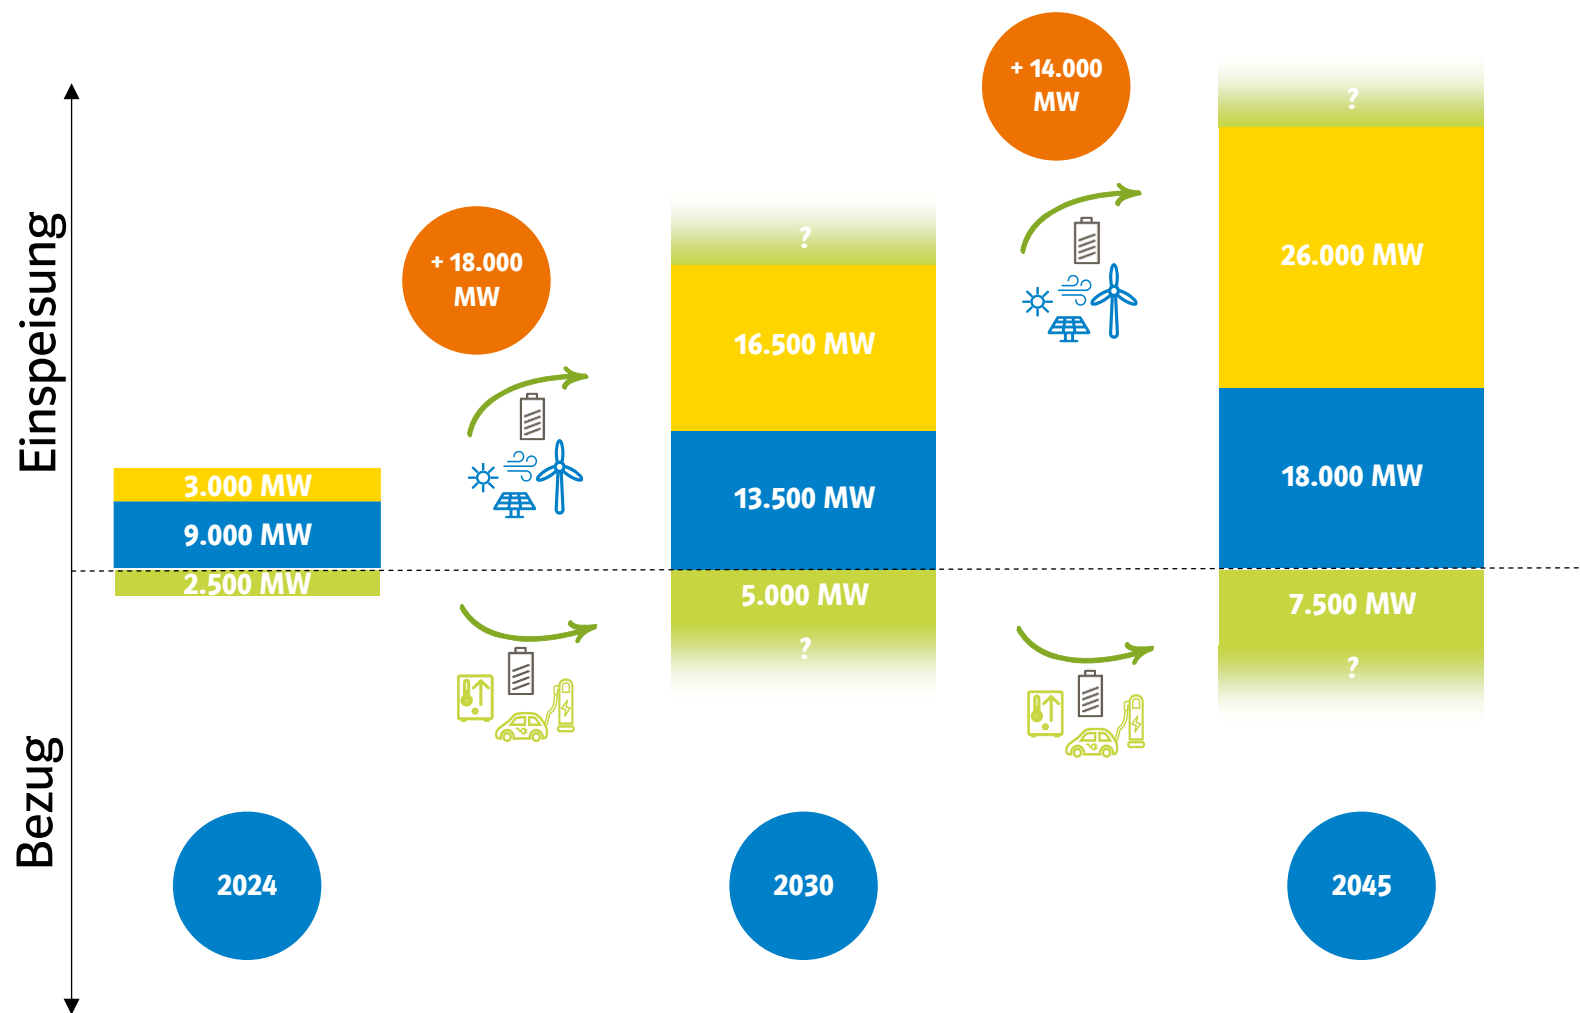 Einspeisung
Bezug
+ 18.000
MW
+ 14.000
MW
3.000 MW
9.000 MW
2.500 MW
?
16.500 MW
13.500 MW
5.000 MW
?
?
26.000 MW
18.000 MW
7.500 MW
?
2024
2030
2045